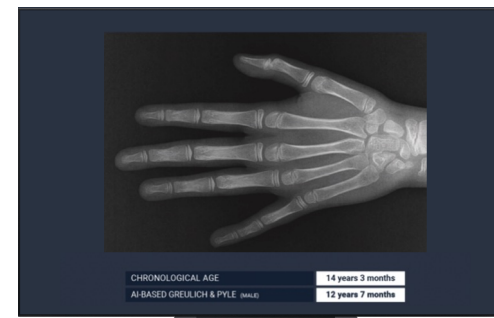 CHRONOLOGICAL AGE 14 years 3 months
AI-BASED GREULICH & PYLE (MALE) 12 years 7 months